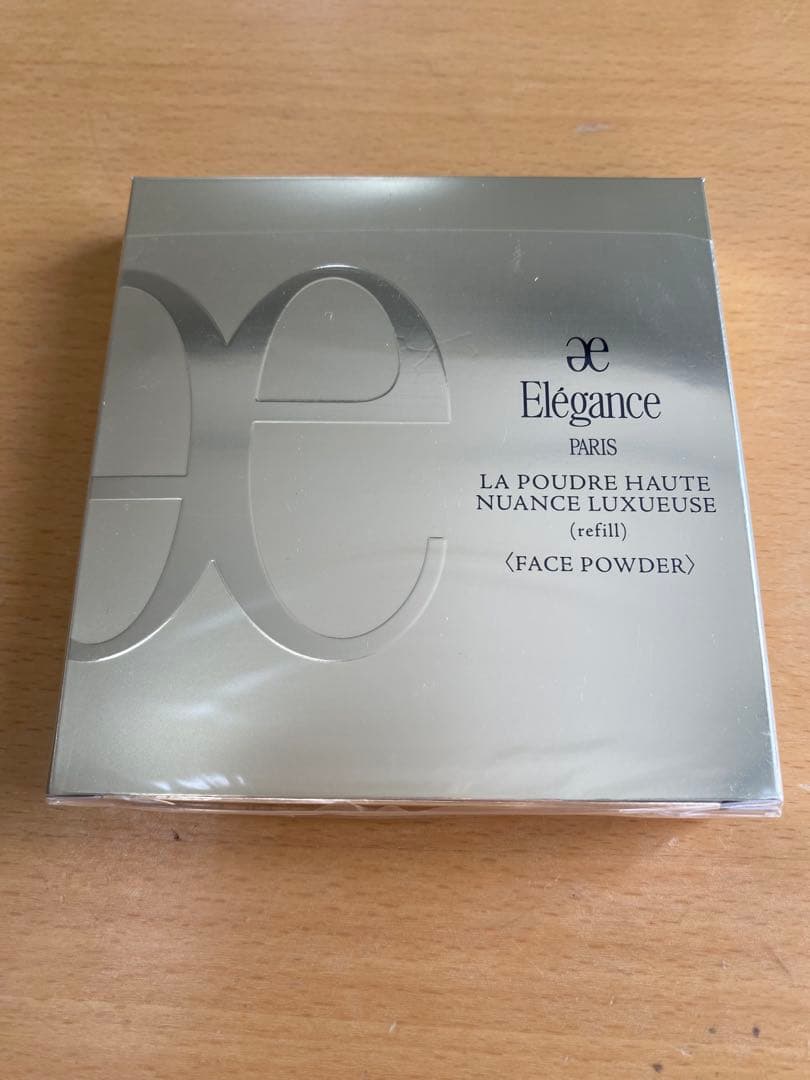 æ
Elégance
PARIS
LA POUDRE HAUTE
NUANCE LUXUEUSE
(refill)
〈FACE POWDER〉